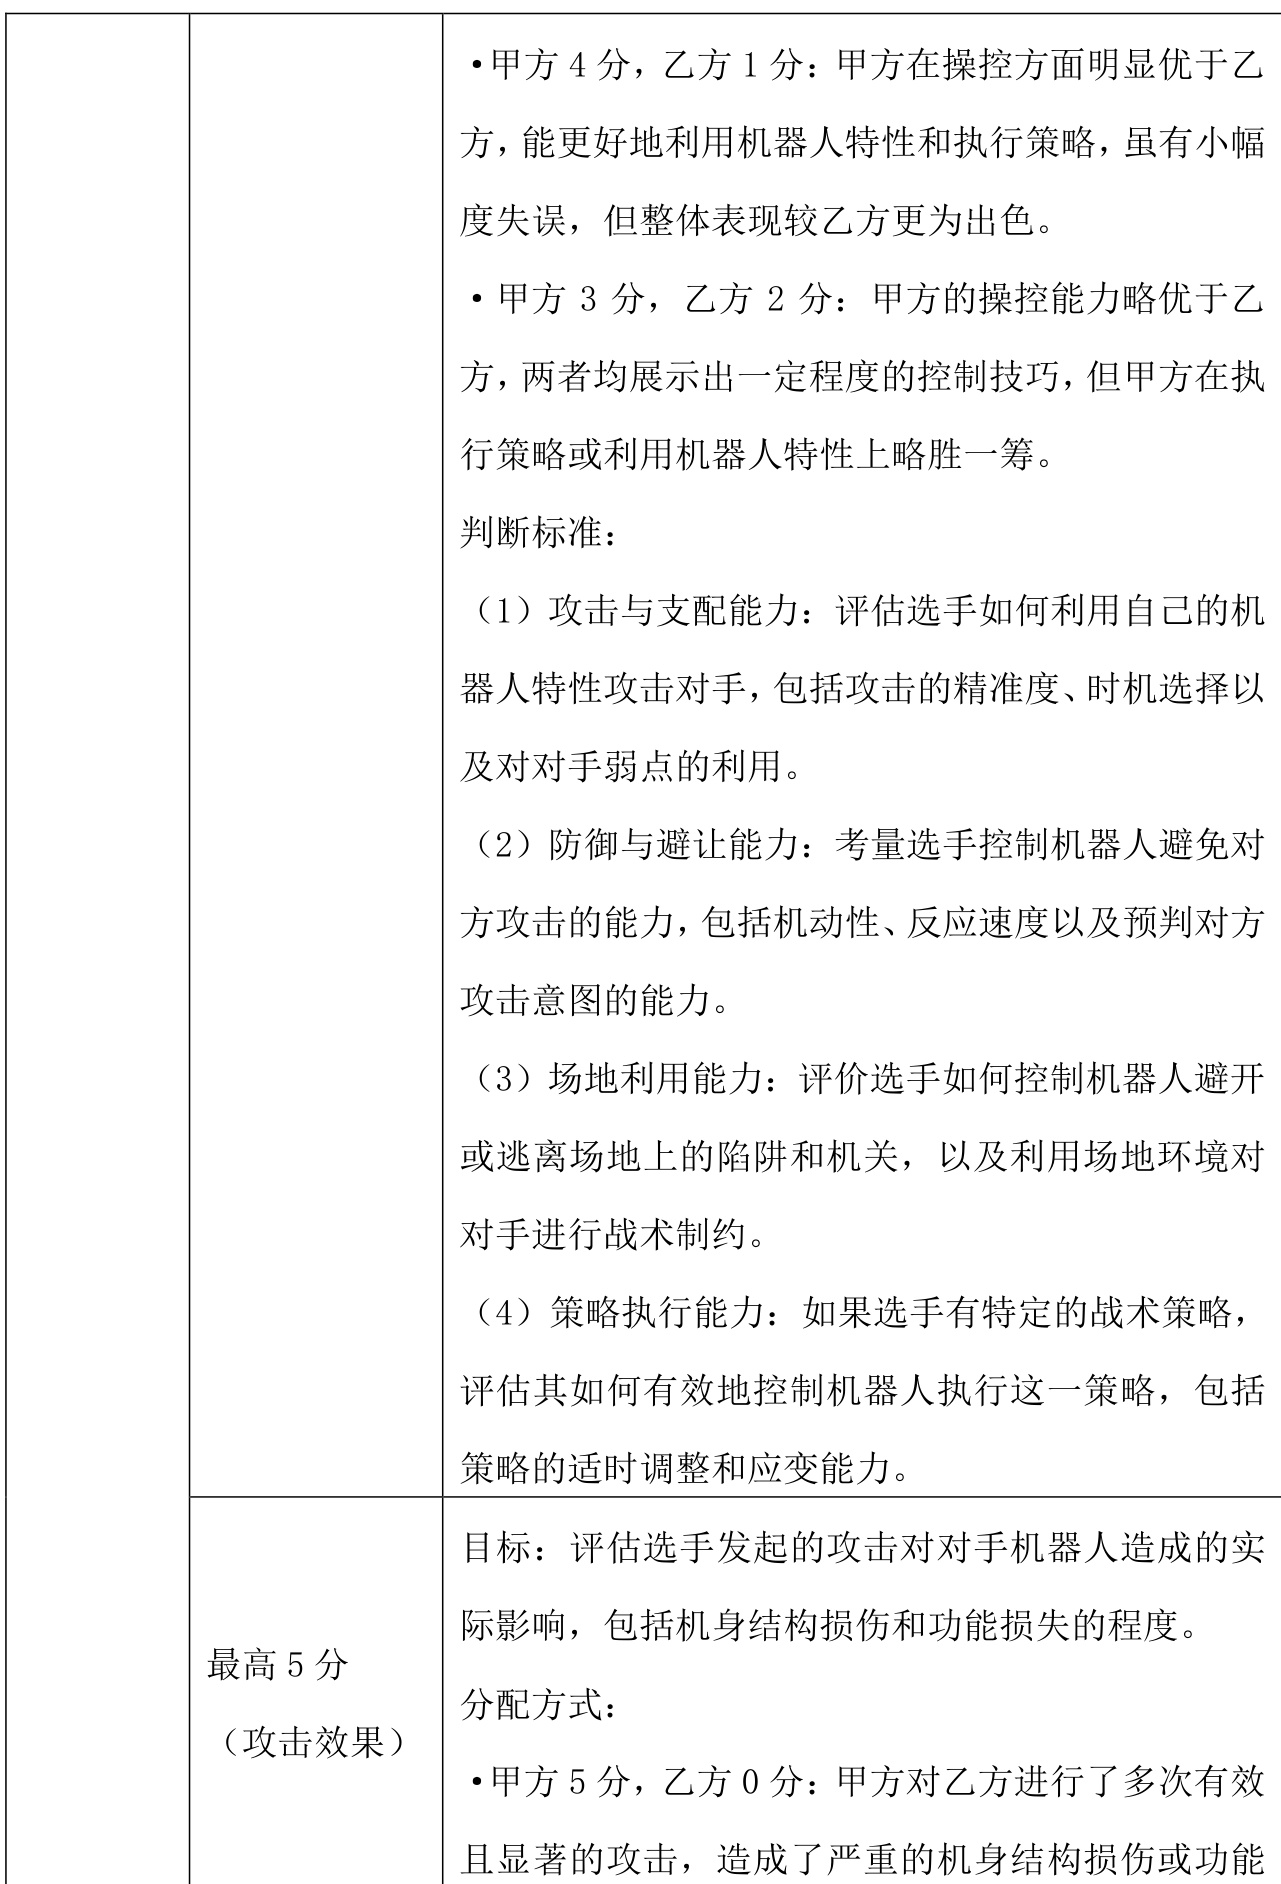 ·甲方 4 分，乙方 1 分：甲方在操控方面明显优于乙
方，能更好地利用机器人特性和执行策略，虽有小幅
度失误，但整体表现较乙方更为出色。
·甲方 3 分，乙方 2 分：甲方的操控能力略优于乙
方，两者均展示出一定程度的控制技巧，但甲方在执
行策略或利用机器人特性上略胜一筹。
判断标准：
（1）攻击与支配能力：评估选手如何利用自己的机
器人特性攻击对手，包括攻击的精准度、时机选择以
及对对手弱点的利用。
（2）防御与避让能力：考量选手控制机器人避免对
方攻击的能力，包括机动性、反应速度以及预判对方
攻击意图的能力。
（3）场地利用能力：评价选手如何控制机器人避开
或逃离场地上的陷阱和机关，以及利用场地环境对
对手进行战术制约。
（4）策略执行能力：如果选手有特定的战术策略，
评估其如何有效地控制机器人执行这一策略，包括
策略的适时调整和应变能力。
最高 5 分
（攻击效果）
目标：评估选手发起的攻击对对手机器人造成的实
际影响，包括机身结构损伤和功能损失的程度。
分配方式：
·甲方 5 分，乙方 0 分：甲方对乙方进行了多次有效
且显著的攻击，造成了严重的机身结构损伤或功能